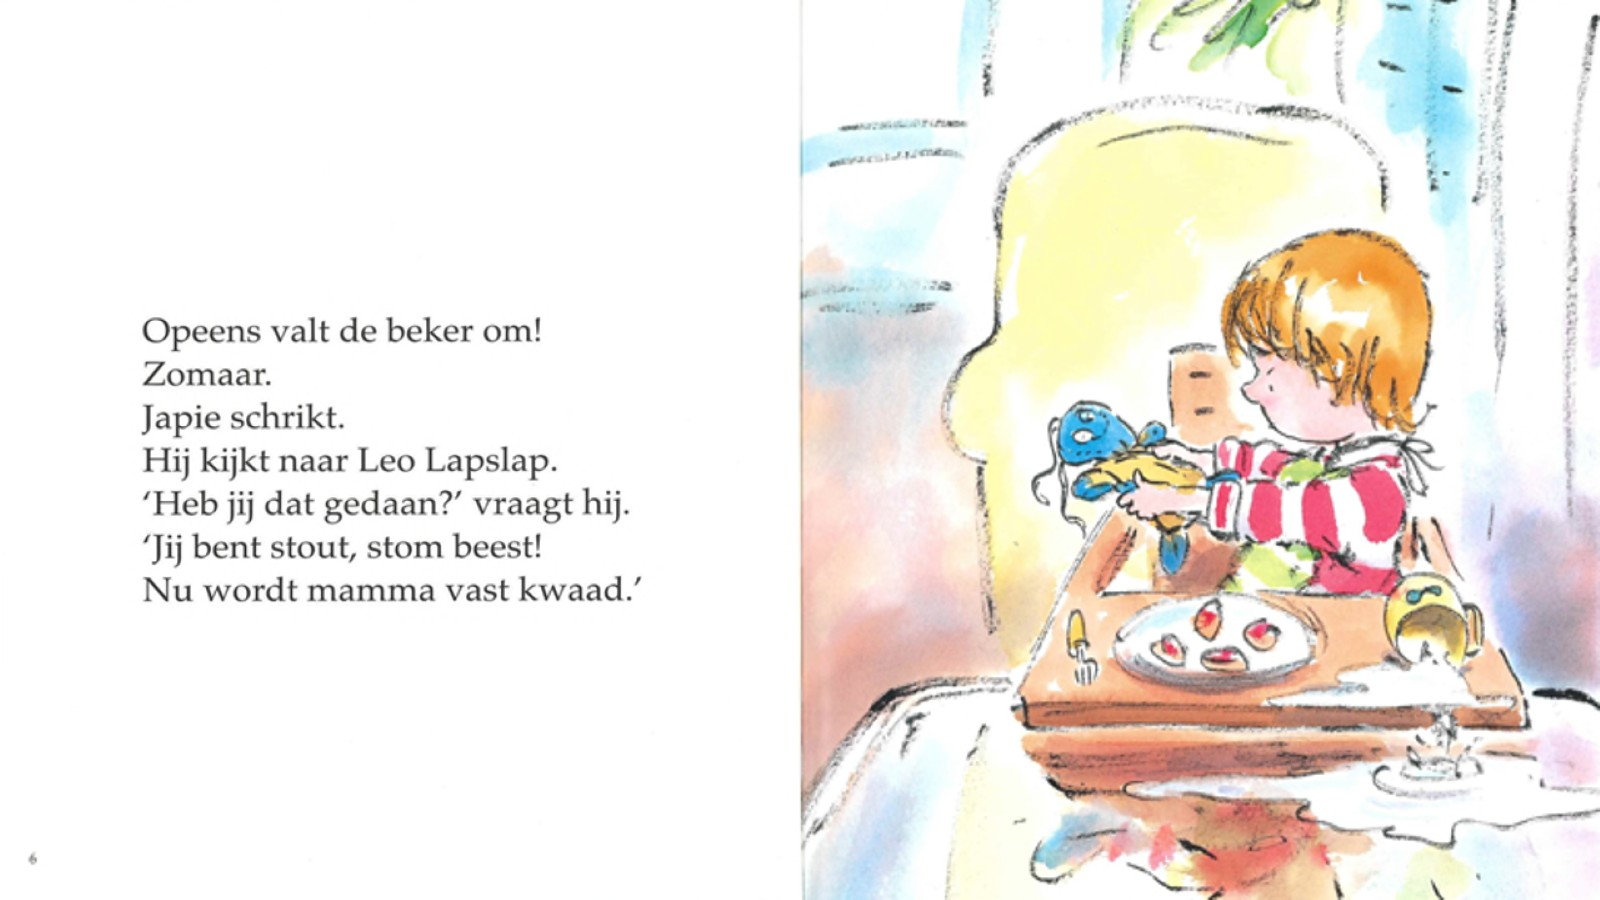 Opeens valt de beker om!
Zomaar.
Japie schrikt.
Hij kijkt naar Leo Lapslap.
‘Heb jij dat gedaan?’ vraagt hij.
‘Jij bent stout, stom beest!
Nu wordt mamma vast kwaad.’
6